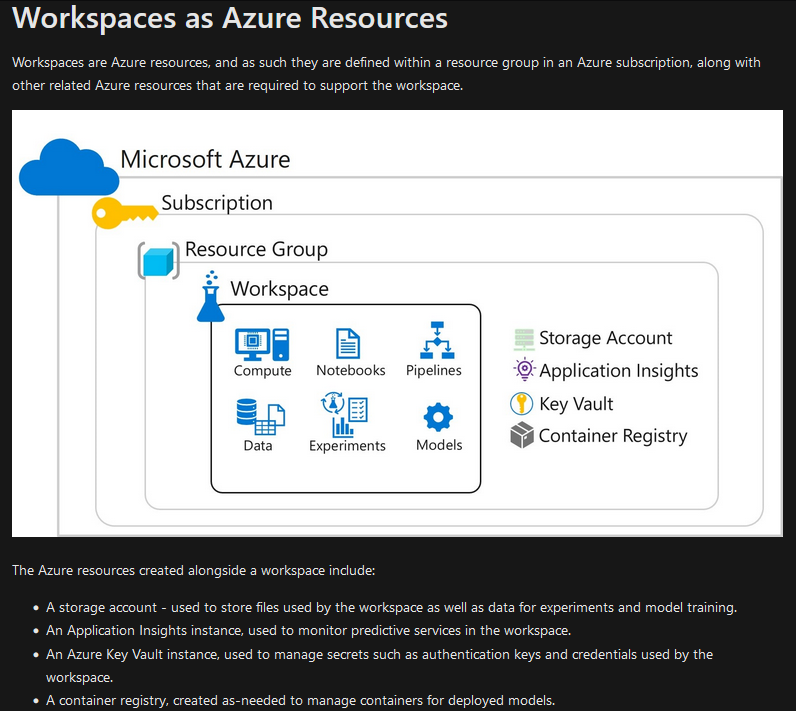 Workspaces as Azure Resources
Workspaces are Azure resources, and as such they are defined within a resource group in an Azure subscription, along with
other related Azure resources that are required to support the workspace.
Microsoft Azure
Subscription
Resource Group
Workspace
Compute
Notebooks
Pipelines
Data
Experiments
Models
Storage Account
Application Insights
Key Vault
Container Registry
The Azure resources created alongside a workspace include:
• A storage account - used to store files used by the workspace as well as data for experiments and model training.
• An Application Insights instance, used to monitor predictive services in the workspace.
• An Azure Key Vault instance, used to manage secrets such as authentication keys and credentials used by the
workspace.
• A container registry, created as-needed to manage containers for deployed models.